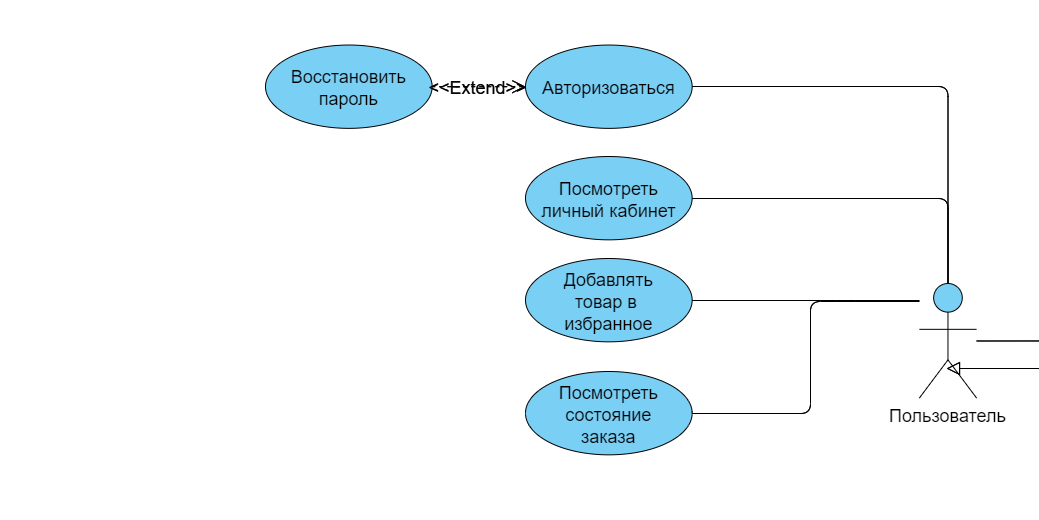 Восстановить
пароль
<<Extend>>
Авторизоваться
Посмотреть
личный кабинет
Добавлять
товар в
избранное
Посмотреть
состояние
заказа
Пользователь